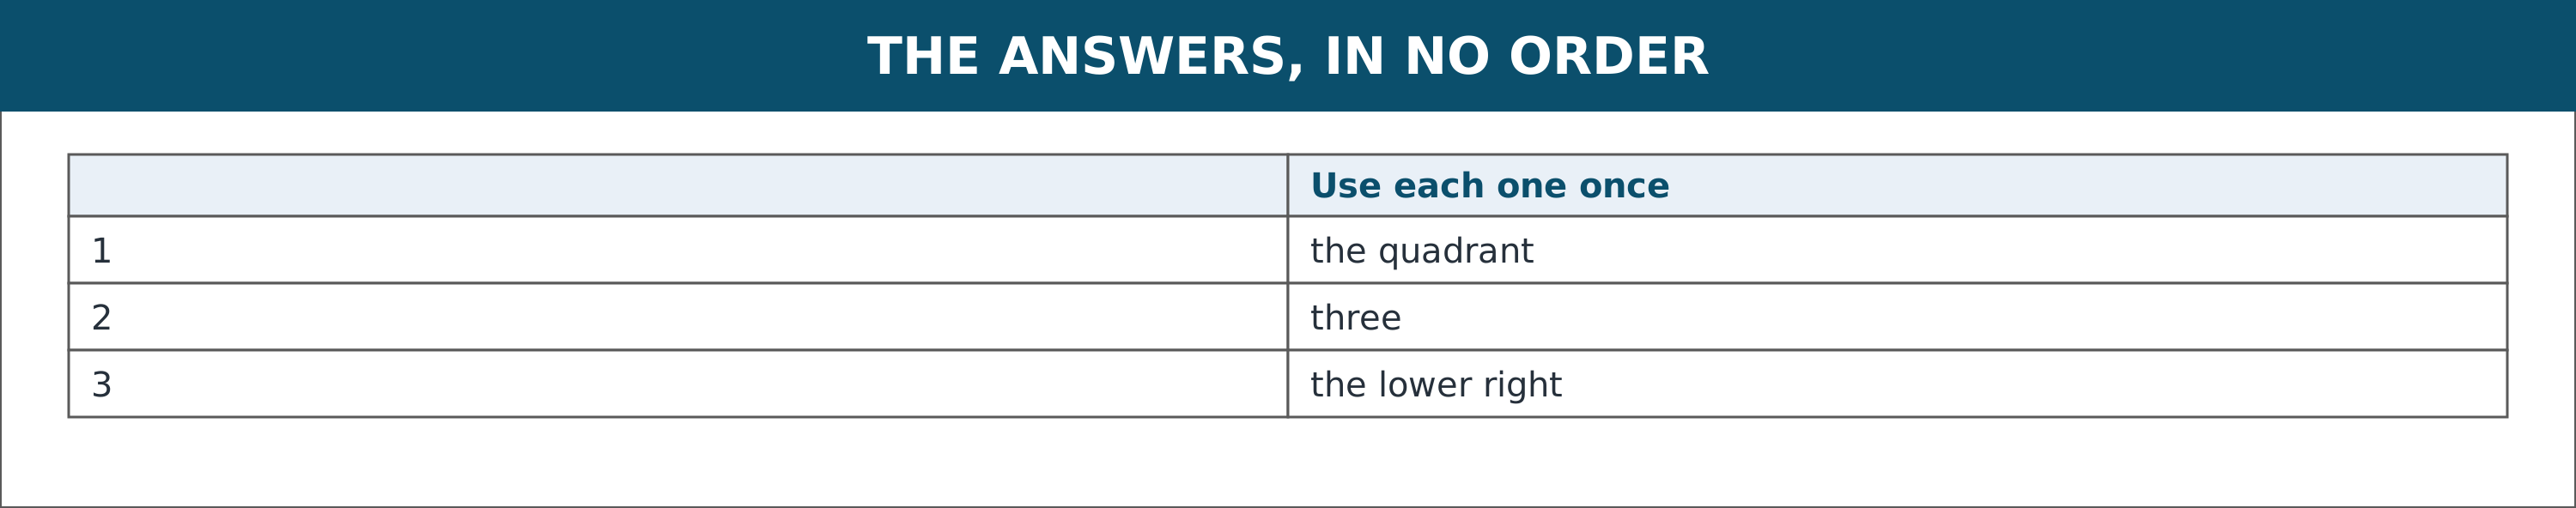 THE ANSWERS, IN NO ORDER
Use each one once
1 the quadrant
2 three
3 the lower right